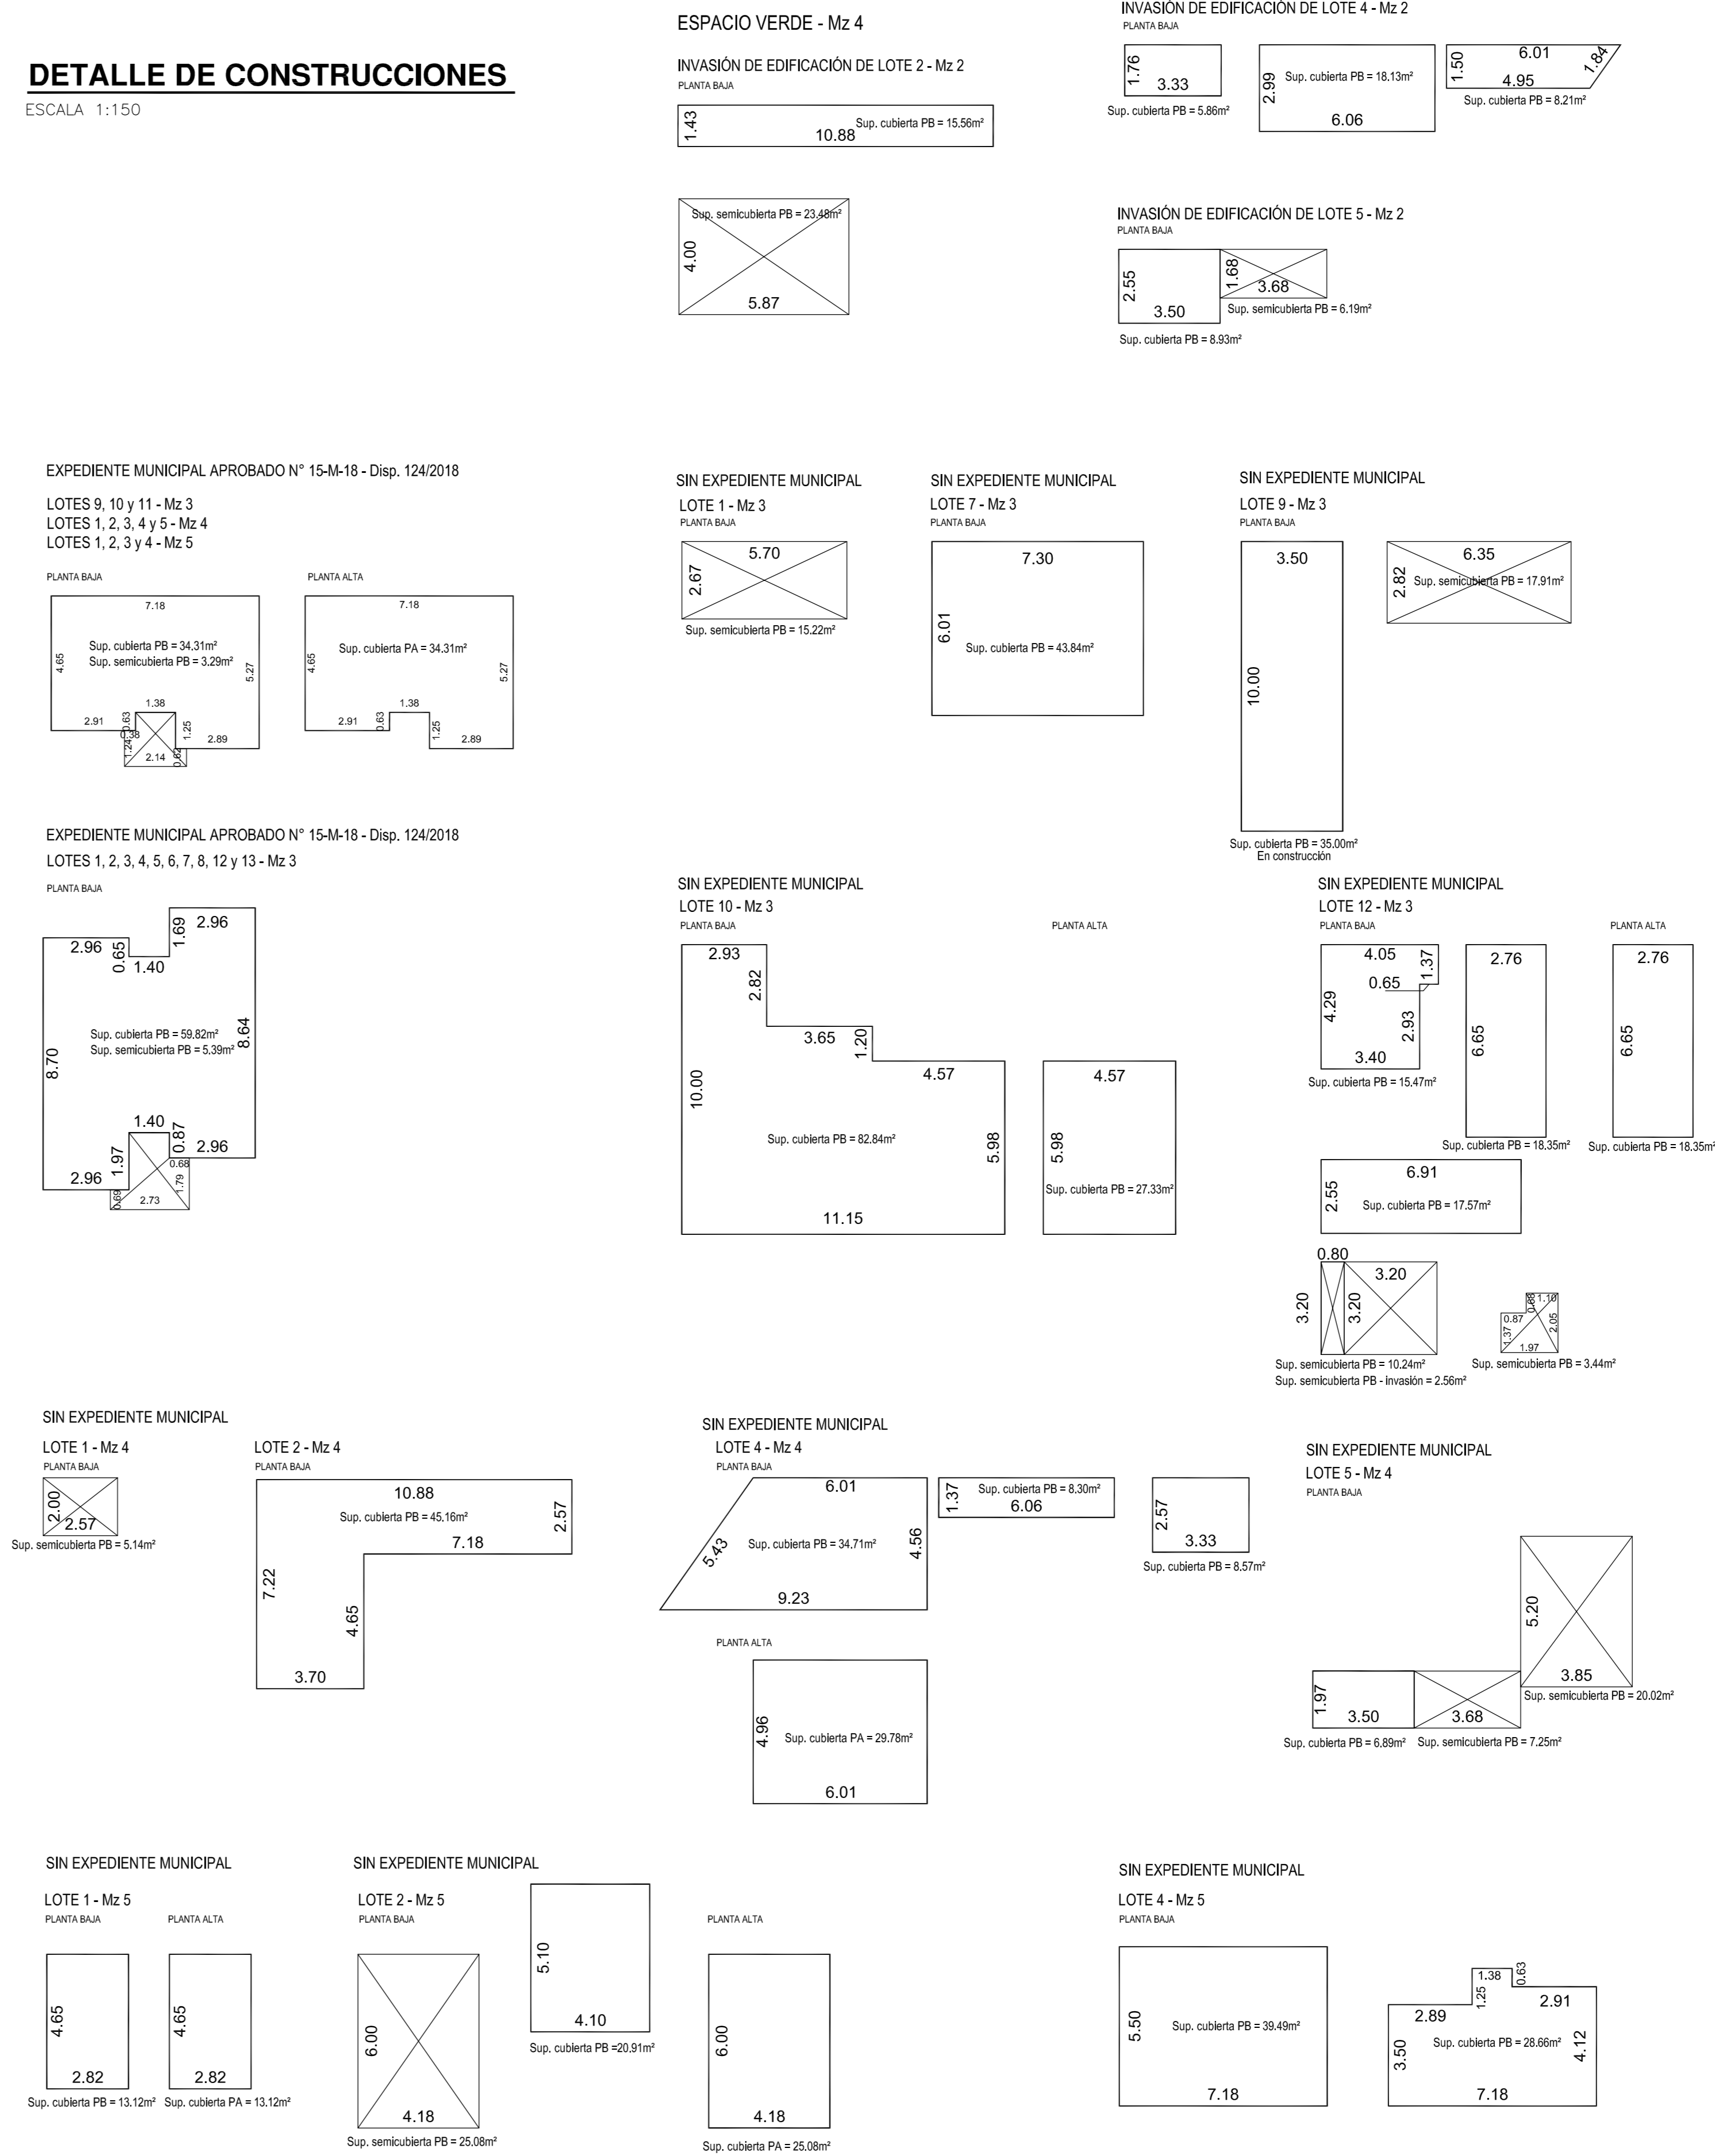 DETALLE DE CONSTRUCCIONES
ESCALA 1:150
ESPACIO VERDE - Mz 4
INVASIÓN DE EDIFICACIÓN DE LOTE 2 - Mz 2
PLANTA BAJA
1.43
10.88
Sup. cubierta PB = 15.56m²
Sup. semicubierta PB = 23.48m²
4.00
5.87
INVASIÓN DE EDIFICACIÓN DE LOTE 4 - Mz 2
PLANTA BAJA
1.76
3.33
Sup. cubierta PB = 5.86m²
2.99
Sup. cubierta PB = 18.13m²
6.06
1.50
6.01
4.95
1.84
Sup. cubierta PB = 8.21m²
INVASIÓN DE EDIFICACIÓN DE LOTE 5 - Mz 2
PLANTA BAJA
2.55
3.50
1.68
3.68
Sup. semicubierta PB = 6.19m²
Sup. cubierta PB = 8.93m²
EXPEDIENTE MUNICIPAL APROBADO N° 15-M-18 - Disp. 124/2018
LOTES 9, 10 y 11 - Mz 3
LOTES 1, 2, 3, 4 y 5 - Mz 4
LOTES 1, 2, 3 y 4 - Mz 5
PLANTA BAJA
7.18
Sup. cubierta PB = 34.31m²
Sup. semicubierta PB = 3.29m²
4.65
5.27
1.38
2.91
0.63
0.38
1.25
2.89
1.24
2.14
0.62
PLANTA ALTA
7.18
Sup. cubierta PA = 34.31m²
4.65
5.27
1.38
2.91
0.63
1.25
2.89
SIN EXPEDIENTE MUNICIPAL
LOTE 1 - Mz 3
PLANTA BAJA
5.70
2.67
Sup. semicubierta PB = 15.22m²
SIN EXPEDIENTE MUNICIPAL
LOTE 7 - Mz 3
PLANTA BAJA
7.30
6.01
Sup. cubierta PB = 43.84m²
SIN EXPEDIENTE MUNICIPAL
LOTE 9 - Mz 3
PLANTA BAJA
3.50
10.00
Sup. cubierta PB = 35.00m²
En construcción
6.35
2.82
Sup. semicubierta PB = 17.91m²
EXPEDIENTE MUNICIPAL APROBADO N° 15-M-18 - Disp. 124/2018
LOTES 1, 2, 3, 4, 5, 6, 7, 8, 12 y 13 - Mz 3
PLANTA BAJA
2.96
0.65
1.40
1.69
2.96
Sup. cubierta PB = 59.82m²
Sup. semicubierta PB = 5.39m²
8.70
8.64
1.40
1.97
0.87
2.96
2.96
0.68
0.69
2.73
1.79
SIN EXPEDIENTE MUNICIPAL
LOTE 10 - Mz 3
PLANTA BAJA
2.93
2.82
3.65
1.20
4.57
10.00
Sup. cubierta PB = 82.84m²
5.98
11.15
PLANTA ALTA
4.57
5.98
Sup. cubierta PB = 27.33m²
SIN EXPEDIENTE MUNICIPAL
LOTE 12 - Mz 3
PLANTA BAJA
4.05
1.37
0.65
4.29
2.93
3.40
Sup. cubierta PB = 15.47m²
2.76
6.65
Sup. cubierta PB = 18.35m²
PLANTA ALTA
2.76
6.65
Sup. cubierta PB = 18.35m²
6.91
2.55
Sup. cubierta PB = 17.57m²
0.80
3.20
3.20
3.20
Sup. semicubierta PB = 10.24m²
Sup. semicubierta PB - invasión = 2.56m²
0.68
1.10
0.87
1.37
2.05
1.97
Sup. semicubierta PB = 3.44m²
SIN EXPEDIENTE MUNICIPAL
LOTE 1 - Mz 4
PLANTA BAJA
2.00
2.57
Sup. semicubierta PB = 5.14m²
LOTE 2 - Mz 4
PLANTA BAJA
10.88
Sup. cubierta PB = 45.16m²
2.57
7.18
7.22
4.65
3.70
SIN EXPEDIENTE MUNICIPAL
LOTE 4 - Mz 4
PLANTA BAJA
6.01
5.43
Sup. cubierta PB = 34.71m²
4.56
9.23
1.37
Sup. cubierta PB = 8.30m²
6.06
2.57
3.33
Sup. cubierta PB = 8.57m²
PLANTA ALTA
4.96
Sup. cubierta PA = 29.78m²
6.01
SIN EXPEDIENTE MUNICIPAL
LOTE 5 - Mz 4
PLANTA BAJA
5.20
3.85
Sup. semicubierta PB = 20.02m²
1.97
3.50
3.68
Sup. cubierta PB = 6.89m²
Sup. semicubierta PB = 7.25m²
SIN EXPEDIENTE MUNICIPAL
LOTE 1 - Mz 5
PLANTA BAJA
4.65
2.82
Sup. cubierta PB = 13.12m²
PLANTA ALTA
4.65
2.82
Sup. cubierta PA = 13.12m²
SIN EXPEDIENTE MUNICIPAL
LOTE 2 - Mz 5
PLANTA BAJA
6.00
4.18
Sup. semicubierta PB = 25.08m²
5.10
4.10
Sup. cubierta PB =20.91m²
PLANTA ALTA
6.00
4.18
Sup. cubierta PA = 25.08m²
SIN EXPEDIENTE MUNICIPAL
LOTE 4 - Mz 5
PLANTA BAJA
5.50
Sup. cubierta PB = 39.49m²
7.18
1.38
0.63
1.25
2.89
2.91
3.50
Sup. cubierta PB = 28.66m²
4.12
7.18